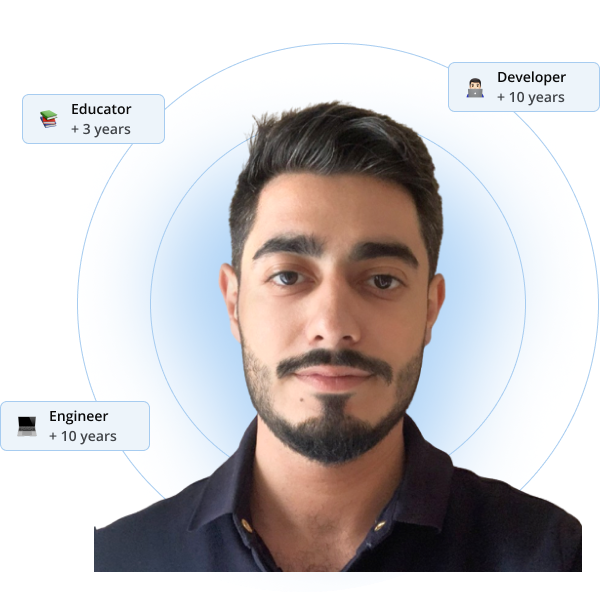 Developer
+ 10 years
Educator
+ 3 years
Engineer
+ 10 years